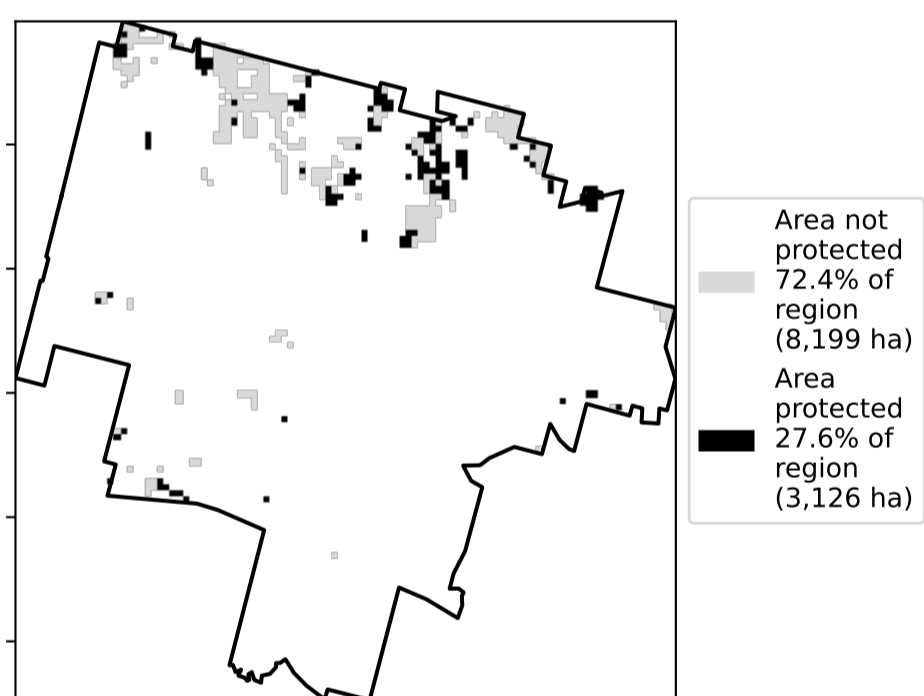 Area not
protected
72.4% of
region
(8,199 ha)
Area
protected
27.6% of
region
(3,126 ha)